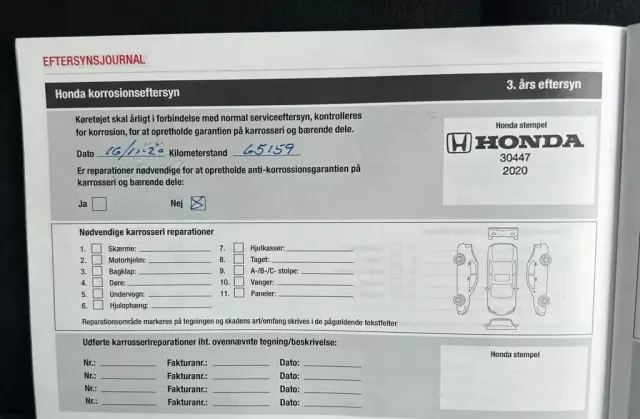 EFTERSYNSJOURNAL
Honda korrosionseftersyn 3. års eftersyn
Køretøjet skal årligt i forbindelse med normal serviceeftersyn, kontrolleres
for korrosion, for at opretholde garantien på karrosseri og bærende dele.
Dato 16/11-20 Kilometerstand 65159
Er reparationer nødvendige for at opretholde anti-korrossionsgarantien på
karrosseri og bærende dele:
Ja Nej
Honda stempel
HONDA
30447
2020
Nødvendige karrosseri reparationer
1. Skærme: 7. Hjulkasser:
2. Motorhjelm: 8. Taget:
3. Bagklap: 9. A-/B-/C- stolpe:
4. Døre: 10. Vanger:
5. Undervogn: 11. Paneler:
6. Hjulophæng:
Reparationsområde markeres på tegningen og skadens art/omfang skrives i de pågældende tekstfelter
Udførte karrosserireparationer iht. ovennævnte tegning/beskrivelse:
Nr.: Fakturanr.: Dato:
Nr.: Fakturanr.: Dato:
Nr.: Fakturanr.: Dato:
Nr.: Fakturanr.: Dato:
Honda stempel